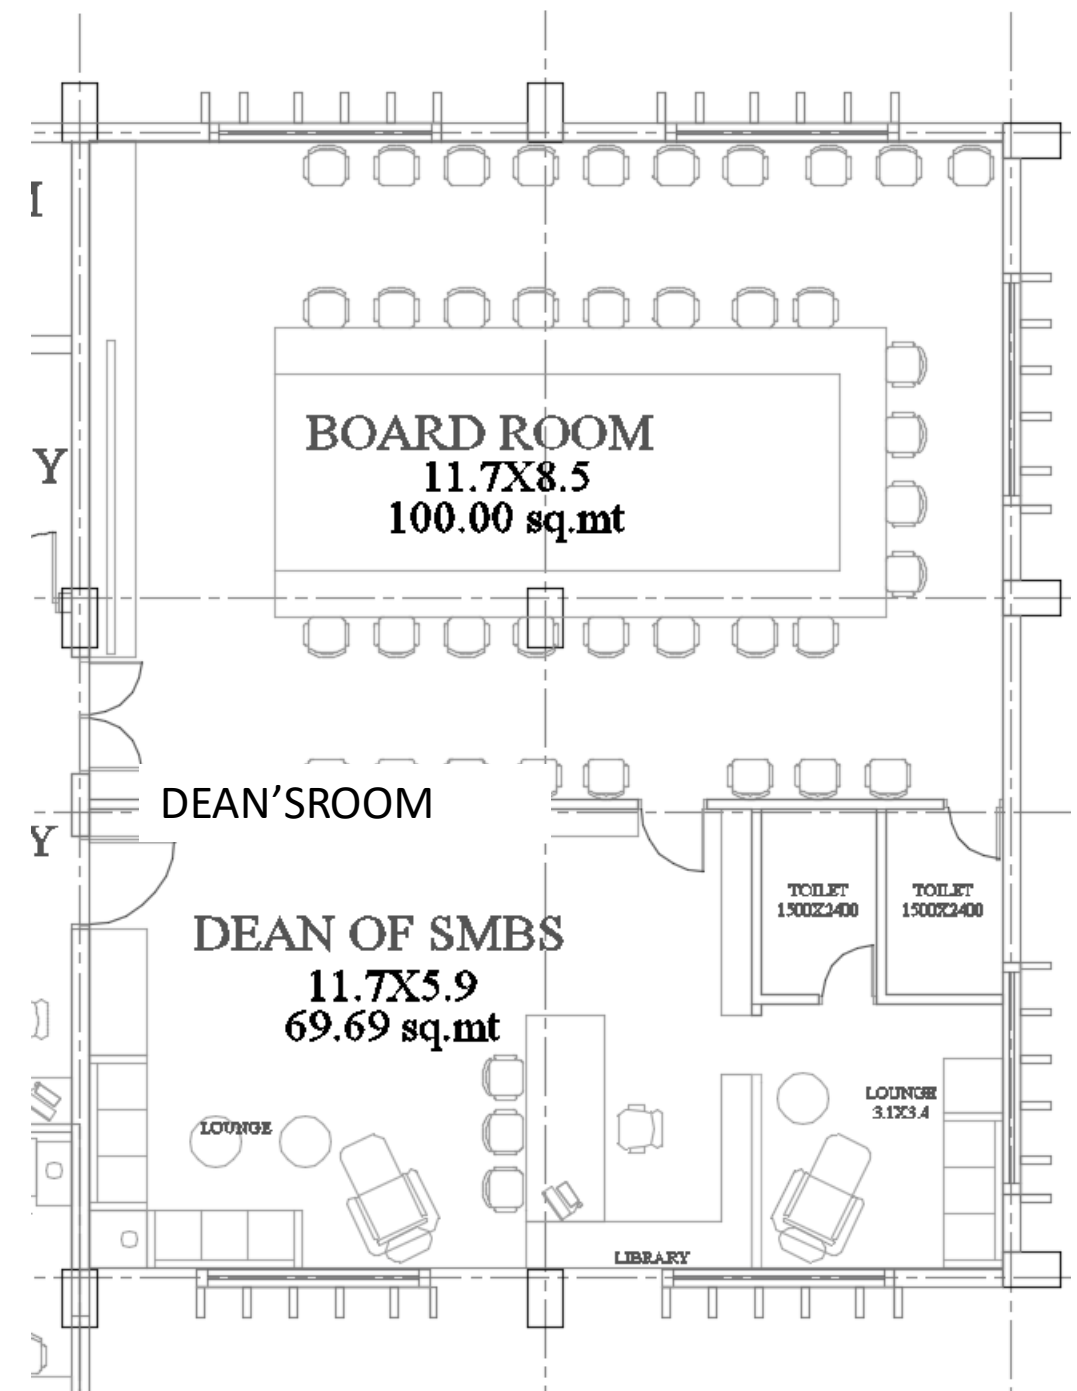 Y
BOARD ROOM
11.7X8.5
100.00 sq.mt
DEAN'SROOM
Y
TOILET
1500X2400
TOILET
1500X2400
DEAN OF SMBS
11.7X5.9
69.69 sq.mt
LOUNGE
3.1X3.4
LOUNGE
LIBRARY